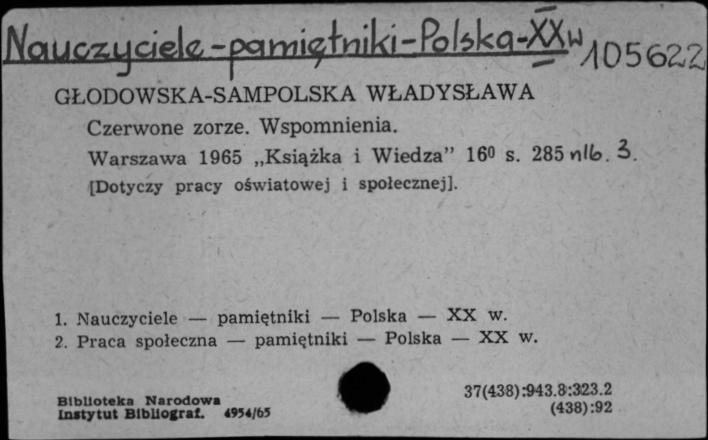 Nauczyciele-pamiętniki-Polska-XX w
105622
GŁODOWSKA-SAMPOLSKA WŁADYSŁAWA
Czerwone zorze. Wspomnienia.
Warszawa 1965 „Książka i Wiedza” 16⁰ s. 285 nlb. 3.
[Dotyczy pracy oświatowej i społecznej].
1. Nauczyciele — pamiętniki — Polska — XX w.
2. Praca społeczna — pamiętniki — Polska — XX w.
Biblioteka Narodowa
Instytut Bibliograf. 4954/65
37(438):943.8:323.2
(438):92